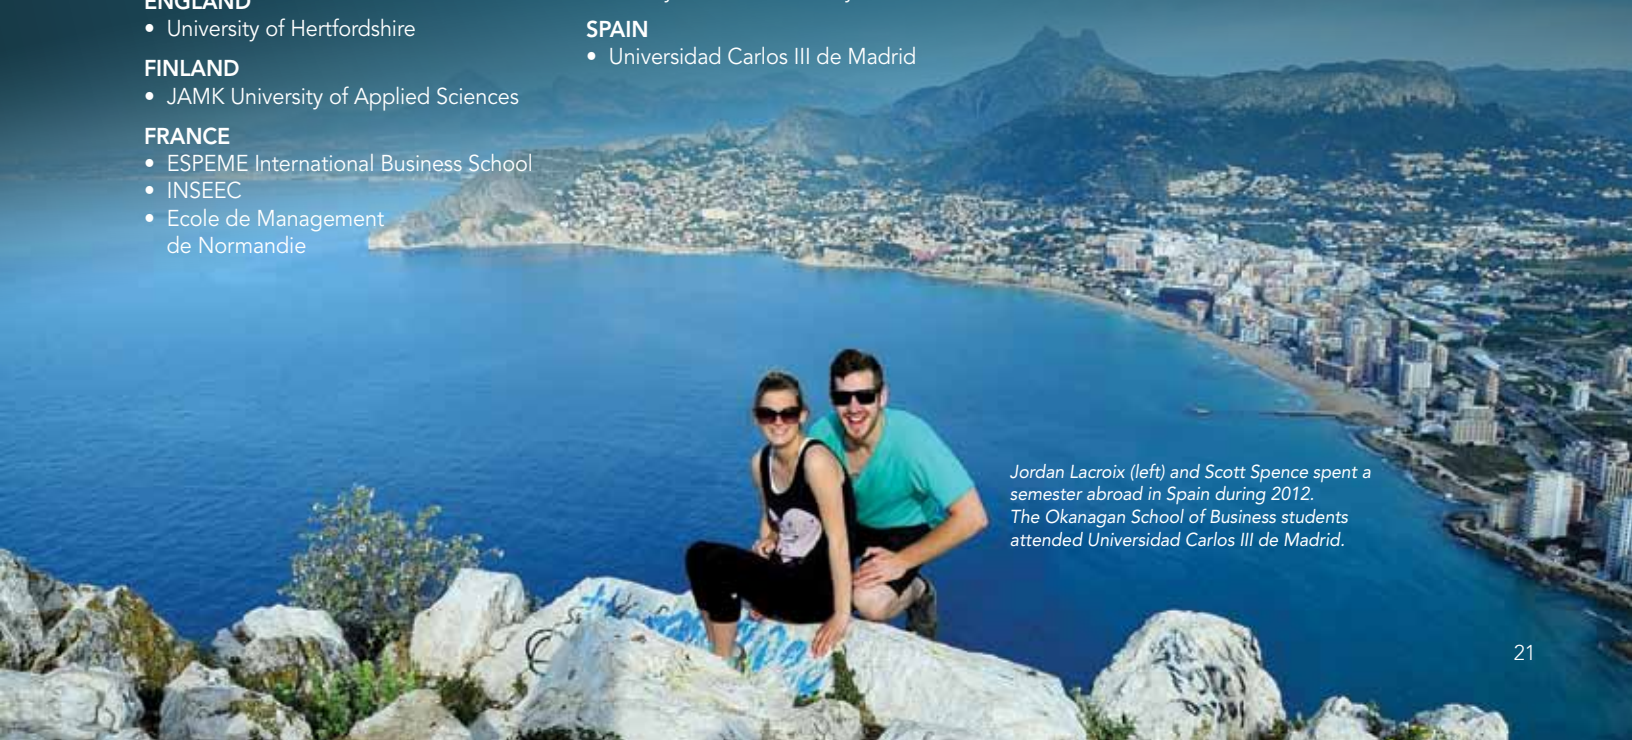 ENGLAND
• University of Hertfordshire
FINLAND
• JAMK University of Applied Sciences
FRANCE
• ESPEME International Business School
• INSEEC
• Ecole de Management
de Normandie
SPAIN
• Universidad Carlos III de Madrid
Jordan Lacroix (left) and Scott Spence spent a
semester abroad in Spain during 2012.
The Okanagan School of Business students
attended Universidad Carlos III de Madrid.
21